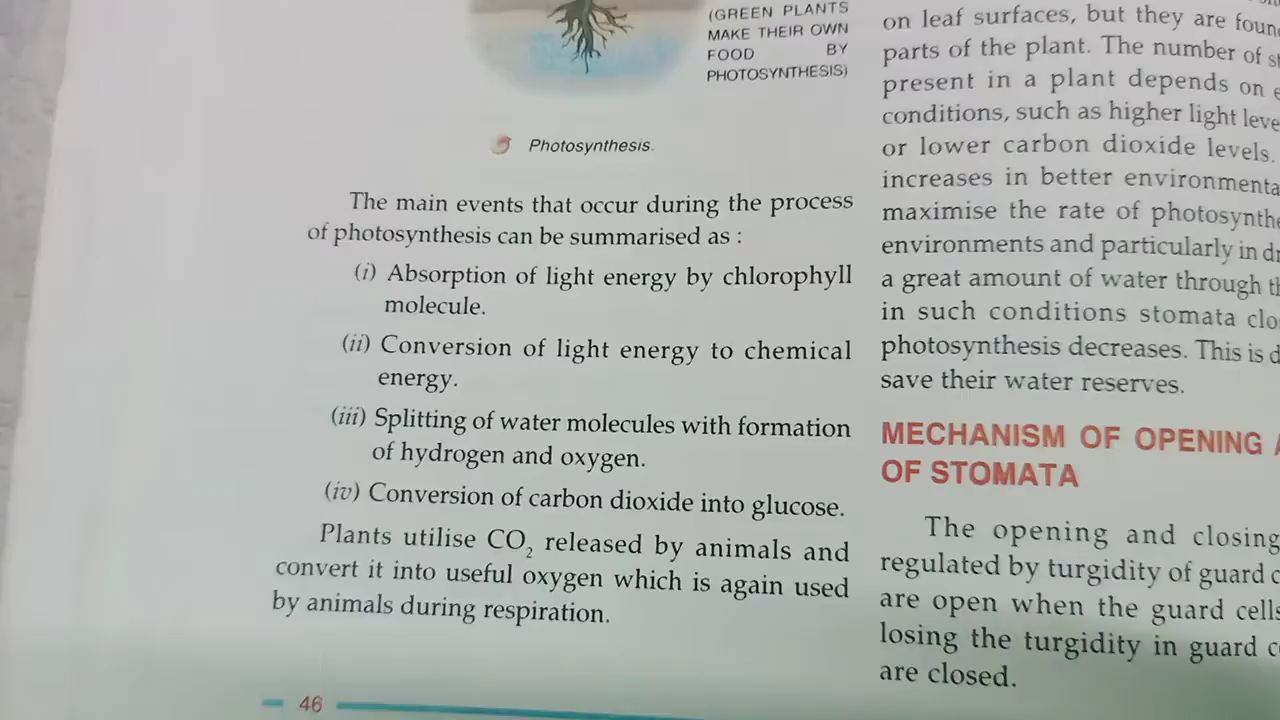 (GREEN PLANTS
MAKE THEIR OWN
FOOD BY
PHOTOSYNTHESIS)
Photosynthesis.
The main events that occur during the process
of photosynthesis can be summarised as :
(i) Absorption of light energy by chlorophyll
molecule.
(ii) Conversion of light energy to chemical
energy.
(iii) Splitting of water molecules with formation
of hydrogen and oxygen.
(iv) Conversion of carbon dioxide into glucose.
Plants utilise CO₂ released by animals and
convert it into useful oxygen which is again used
by animals during respiration.
46
on leaf surfaces, but they are
parts of the plant. The number of
present in a plant depends on
conditions, such as higher light
or lower carbon dioxide levels.
increases in better
maximise the rate of
environments and particularly in
a great amount of water through
in such conditions stomata
photosynthesis decreases. This is
save their water reserves.
MECHANISM OF OPENING
OF STOMATA
The opening and closing
regulated by turgidity of guard
are open when the guard cells
losing the turgidity in guard
are closed.